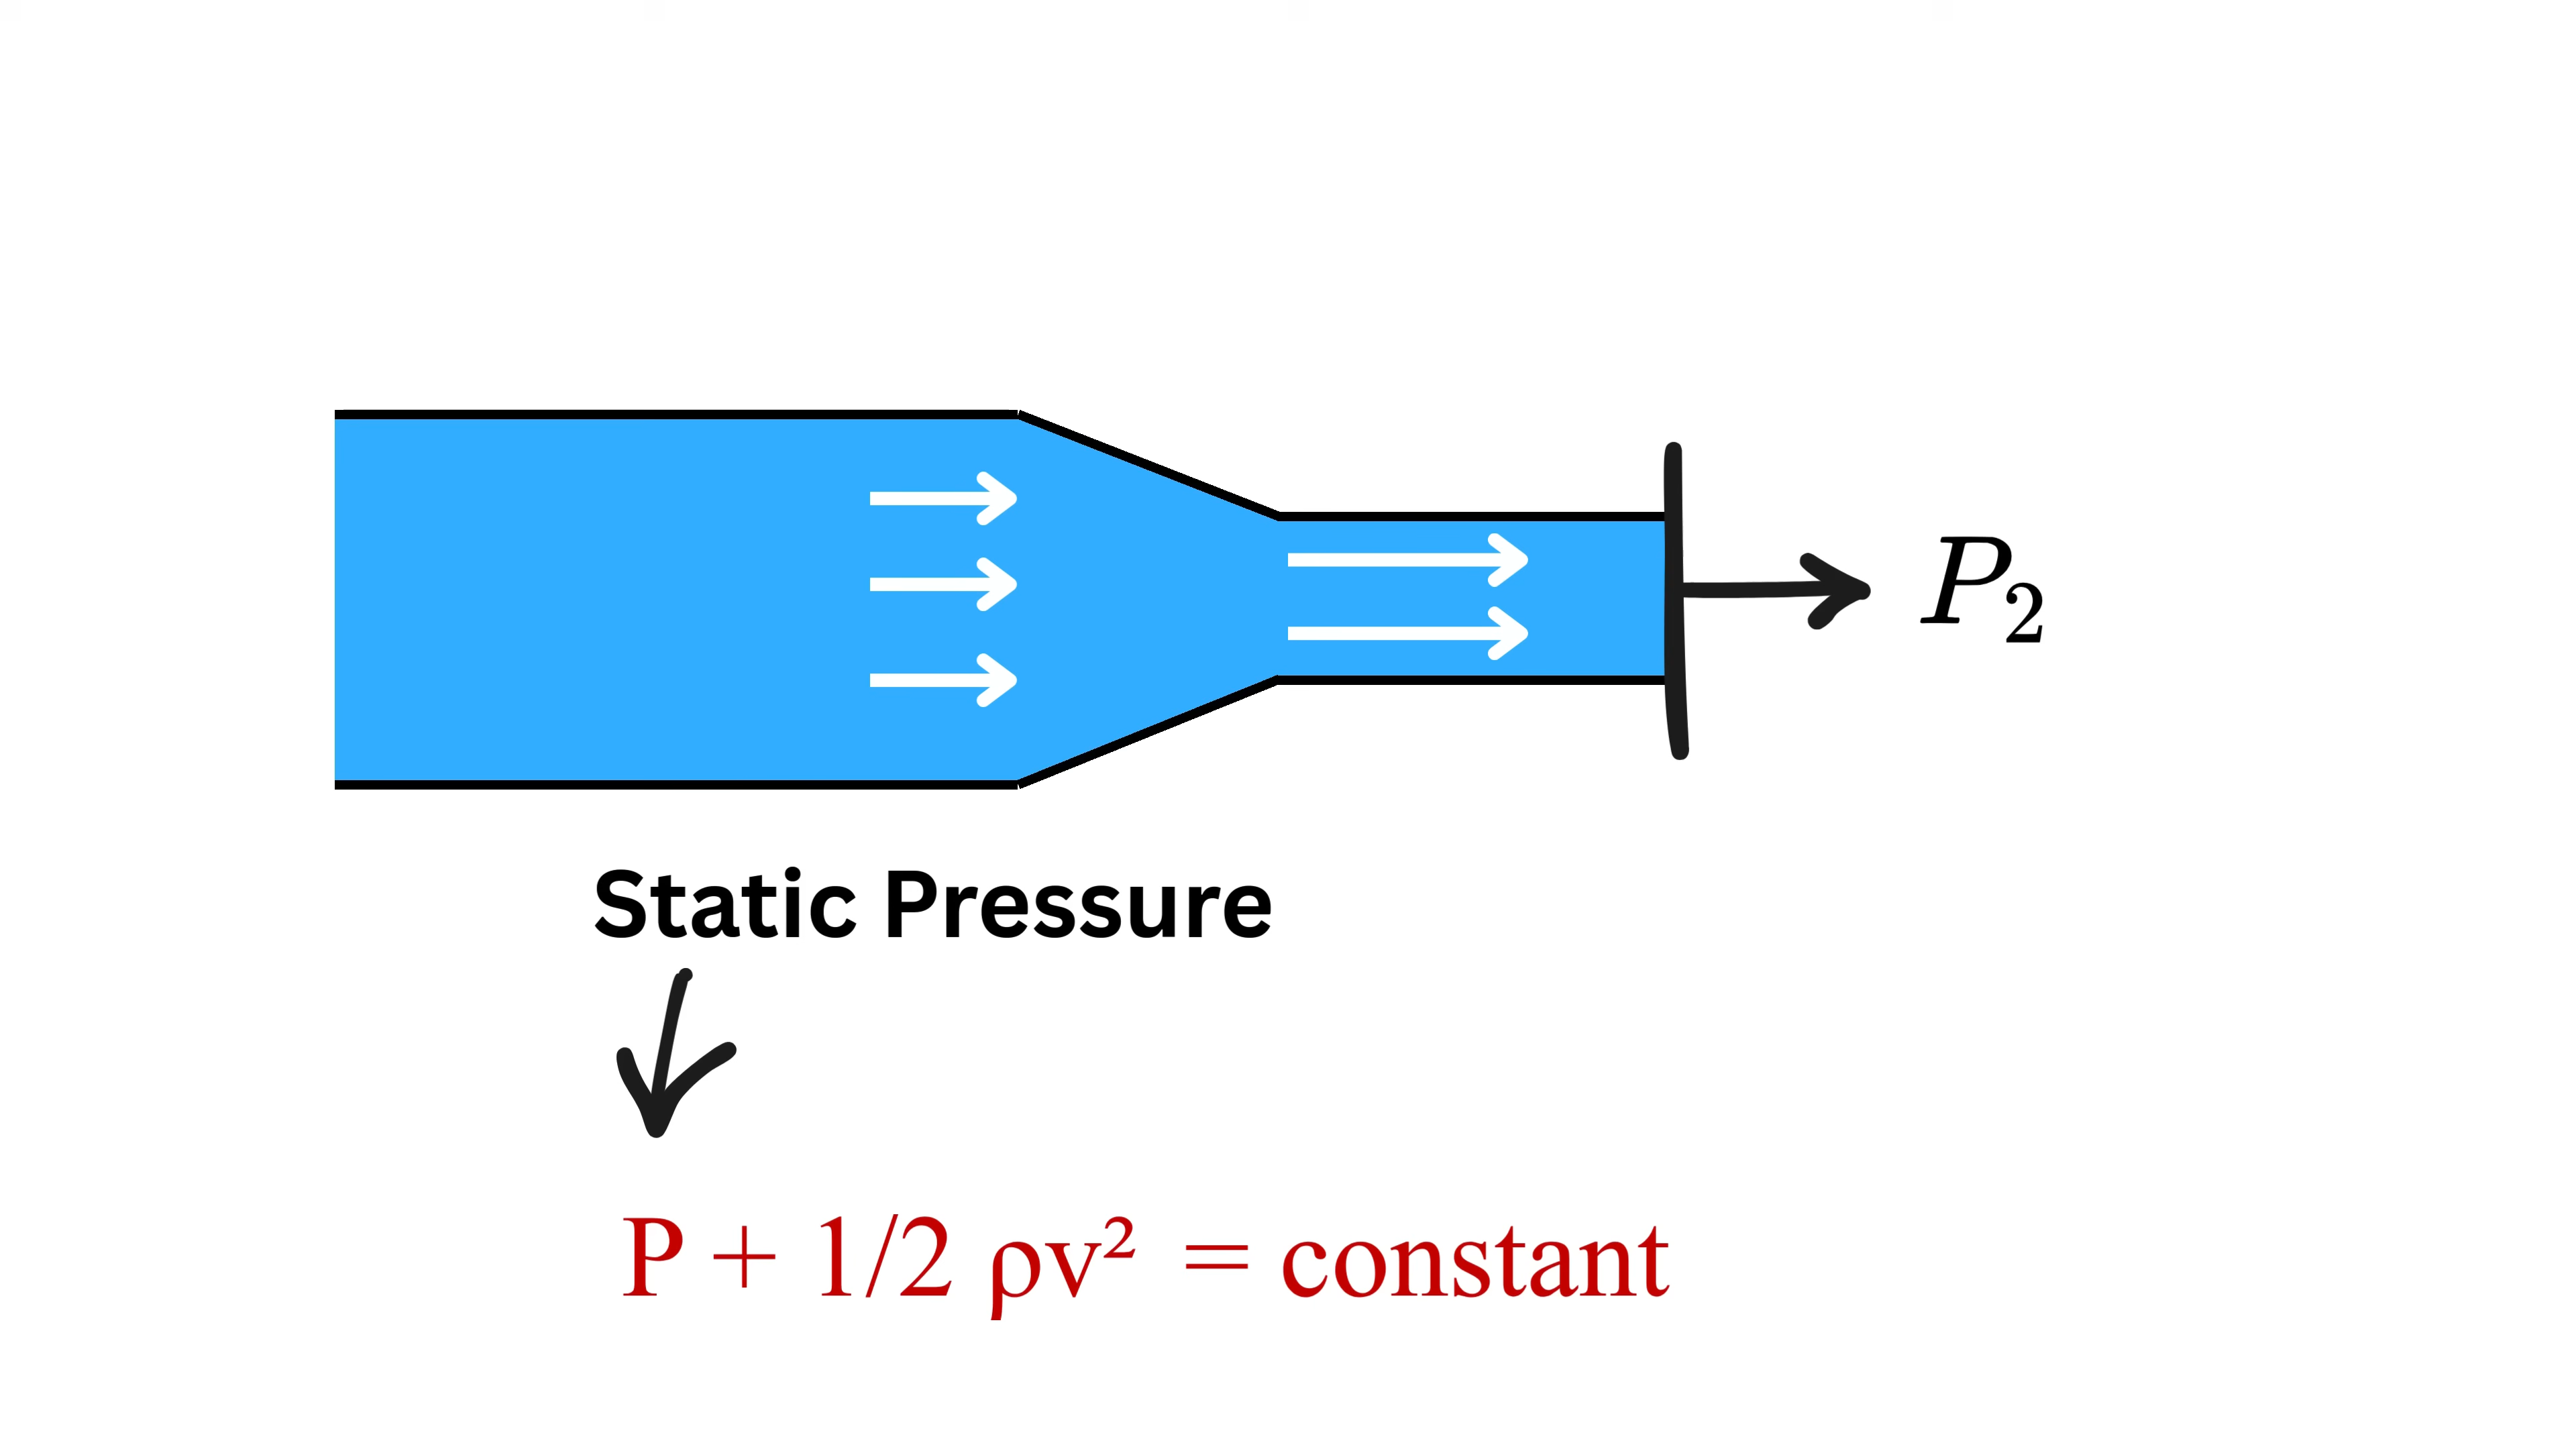 P₂
Static Pressure
P + 1/2 ρv² = constant